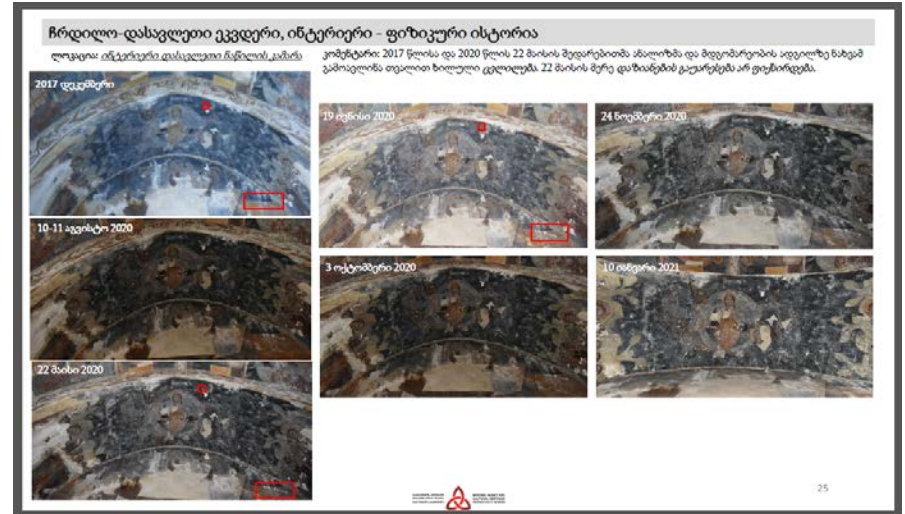 ჩრდილო-დასავლეთი ეკვდერი, ინტერიერი - ფიზიკური ისტორია
ლოკაცია: ინტერიერი დასავლეთი ნაწილის კამარა
კომენტარი: 2017 წლისა და 2020 წლის 22 მაისის შედარებითმა ანალიზმა და მდგომარეობის ადგილზე ნახვამ
გამოავლინა თვალით ხილული ცვლილება. 22 მაისის მერე დაზიანების გაუარესება არ ფიქსირდება.
2017 დეკემბერი
19 ივნისი 2020
24 ნოემბერი 2020
10-11 აგვისტო 2020
3 ოქტომბერი 2020
10 იანვარი 2021
22 მაისი 2020
25